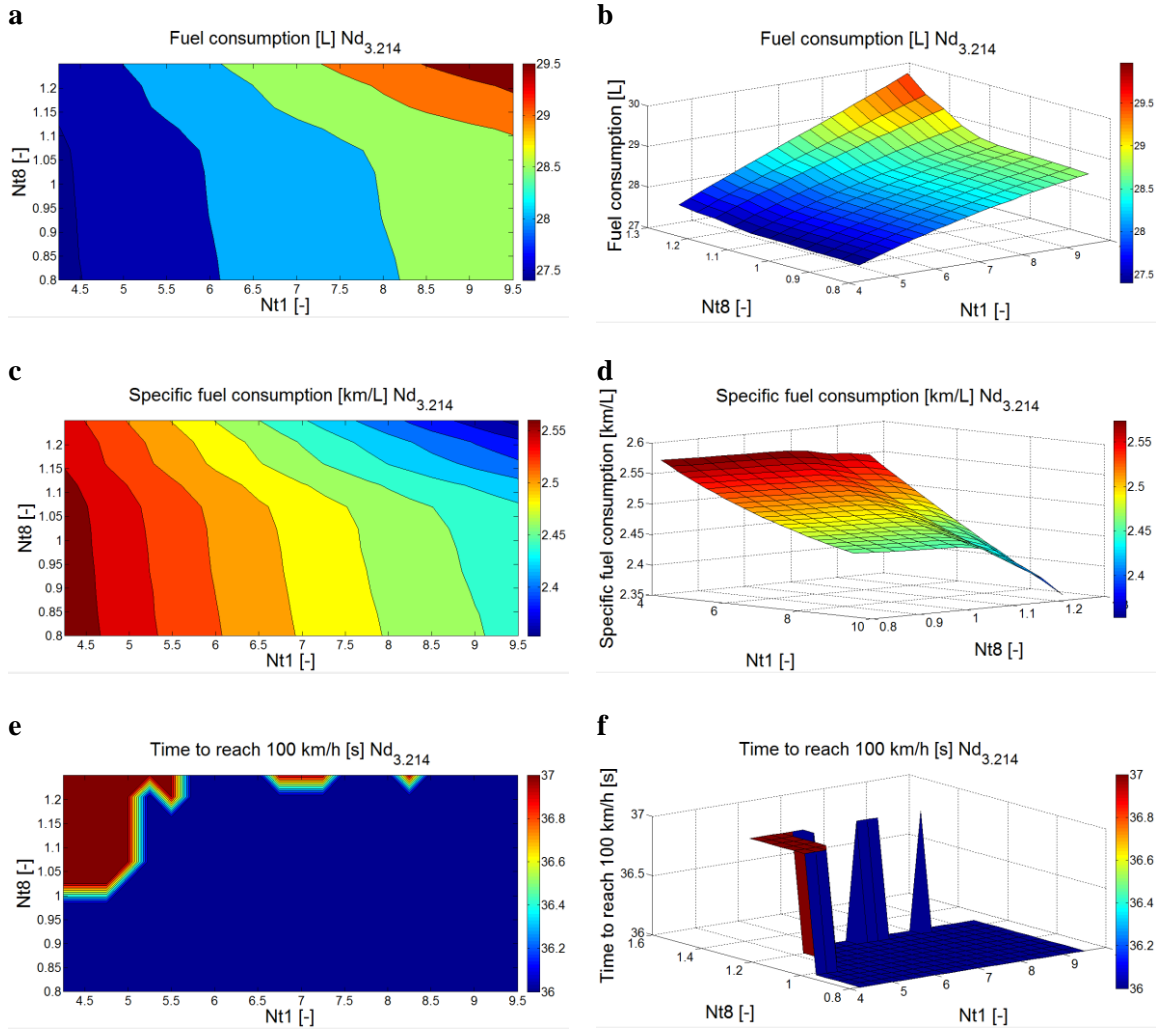 a
Fuel consumption [L] Nd3.214
1.2
1.15
1.1
1.05
1
0.95
0.9
0.85
0.8
Nt8 [-]
4.5 5 5.5 6 6.5 7 7.5 8 8.5 9 9.5
Nt1 [-]
29.5
29
28.5
28
27.5
b
Fuel consumption [L] Nd3.214
Fuel consumption [L]
30
29
28
27
1.3
1.2
1.1
1
0.9
0.8
Nt8 [-]
4 5 6 7 8 9
Nt1 [-]
29.5
29
28.5
28
27.5
c
Specific fuel consumption [km/L] Nd3.214
1.2
1.15
1.1
1.05
1
0.95
0.9
0.85
0.8
Nt8 [-]
4.5 5 5.5 6 6.5 7 7.5 8 8.5 9 9.5
Nt1 [-]
2.55
2.5
2.45
2.4
d
Specific fuel consumption [km/L] Nd3.214
Specific fuel consumption [km/L]
2.6
2.55
2.5
2.45
2.4
2.35
4
6
8
10
Nt1 [-]
0.8
0.9
1
1.1
1.2
Nt8 [-]
2.5
2.45
2.4
e
Time to reach 100 km/h [s] Nd3.214
1.2
1.15
1.1
1.05
1
0.95
0.9
0.85
0.8
Nt8 [-]
4.5 5 5.5 6 6.5 7 7.5 8 8.5 9 9.5
Nt1 [-]
37
36.8
36.6
36.4
36.2
36
f
Time to reach 100 km/h [s] Nd3.214
Time to reach 100 km/h [s]
37
36.5
36
1.6
1.4
1.2
1
0.8
Nt8 [-]
4 5 6 7 8 9
Nt1 [-]
37
36.8
36.6
36.4
36.2
36